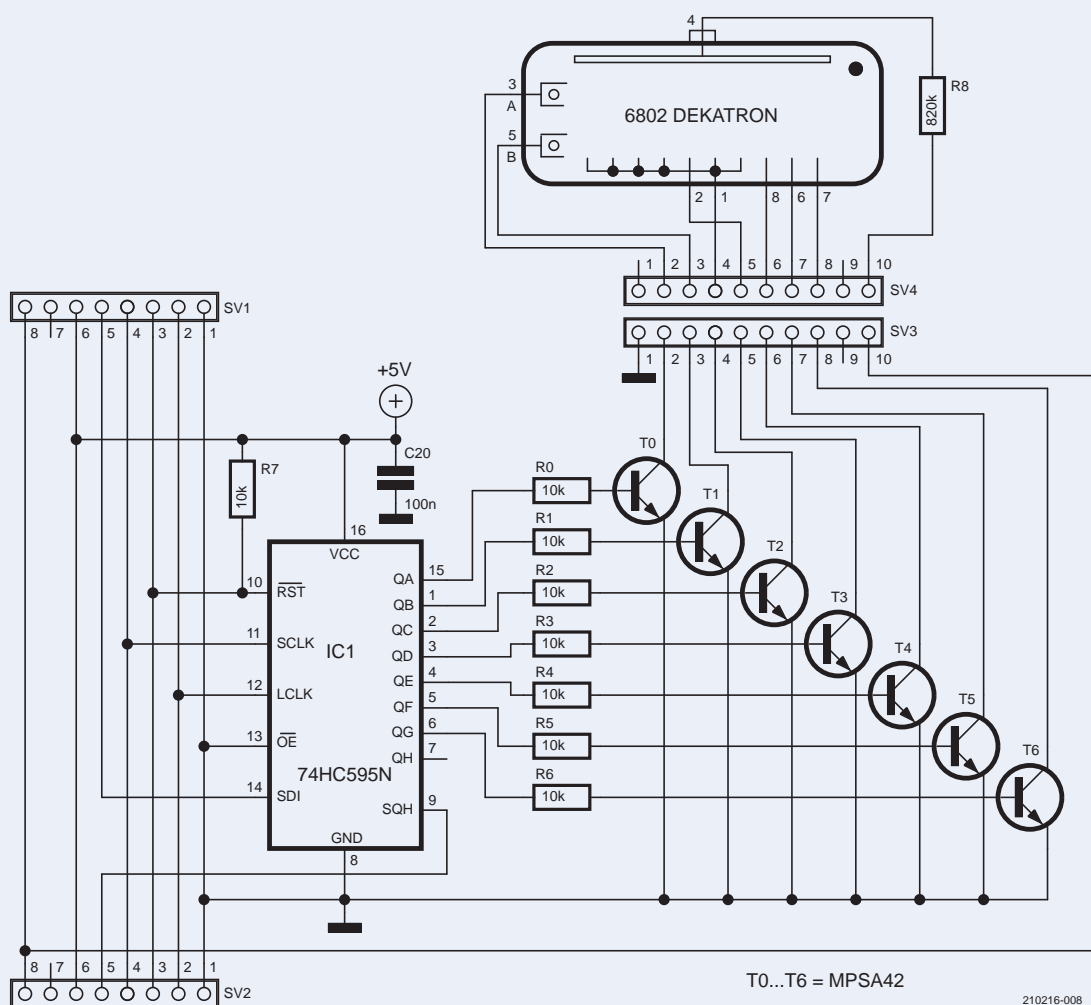 4
3
A
5
B
6802 DEKATRON
R8
820k
2 1 8 6 7
1 2 3 4 5 6 7 8 9 10
SV4
SV3
1 2 3 4 5 6 7 8 9 10
SV1
8 7 6 5 4 3 2 1
+5V
C20
100n
R7
10k
16
VCC
10 RST
11 SCLK
12 LCLK
13 OE
14 SDI
IC1
74HC595N
QA 15
QB 1
QC 2
QD 3
QE 4
QF 5
QG 6
QH 7
SQH 9
GND
8
R0
10k
R1
10k
R2
10k
R3
10k
R4
10k
R5
10k
R6
10k
T0
T1
T2
T3
T4
T5
T6
8 7 6 5 4 3 2 1
SV2
T0...T6 = MPSA42
210216-008